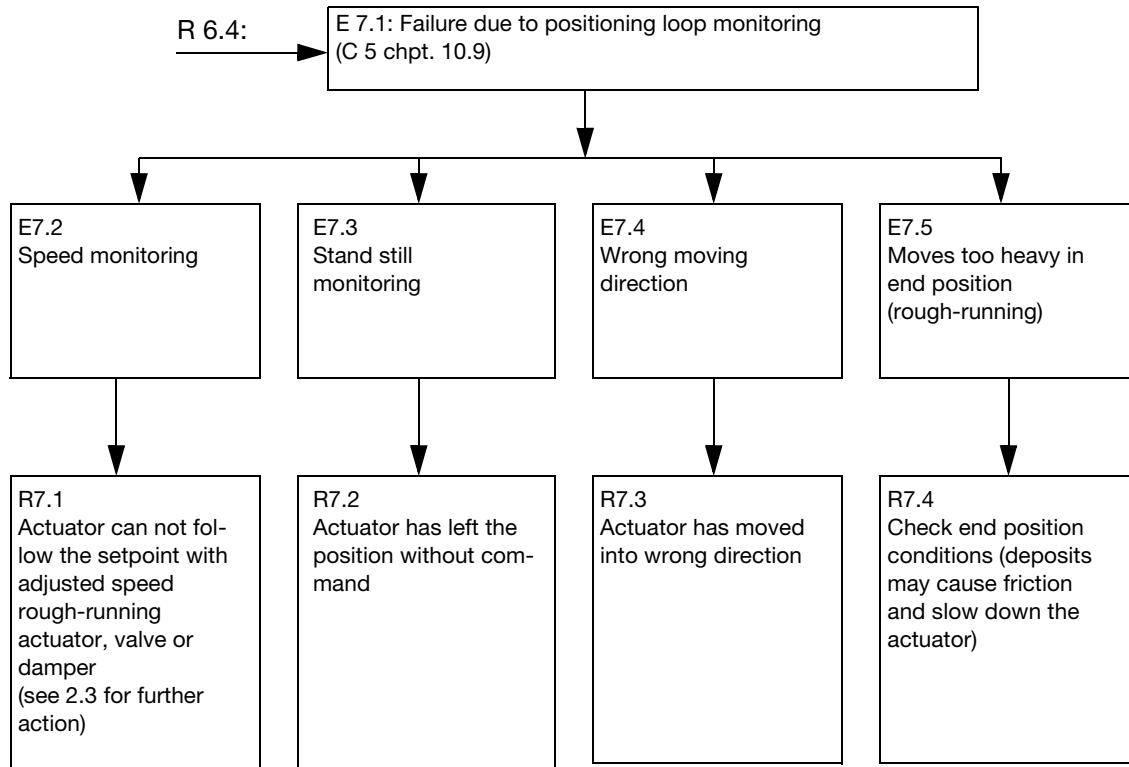 R 6.4:
E 7.1: Failure due to positioning loop monitoring
(C 5 chpt. 10.9)
E7.2
Speed monitoring
E7.3
Stand still
monitoring
E7.4
Wrong moving
direction
E7.5
Moves too heavy in
end position
(rough-running)
R7.1
Actuator can not fol-
low the setpoint with
adjusted speed
rough-running
actuator, valve or
damper
(see 2.3 for further
action)
R7.2
Actuator has left the
position without com-
mand
R7.3
Actuator has moved
into wrong direction
R7.4
Check end position
conditions (deposits
may cause friction
and slow down the
actuator)